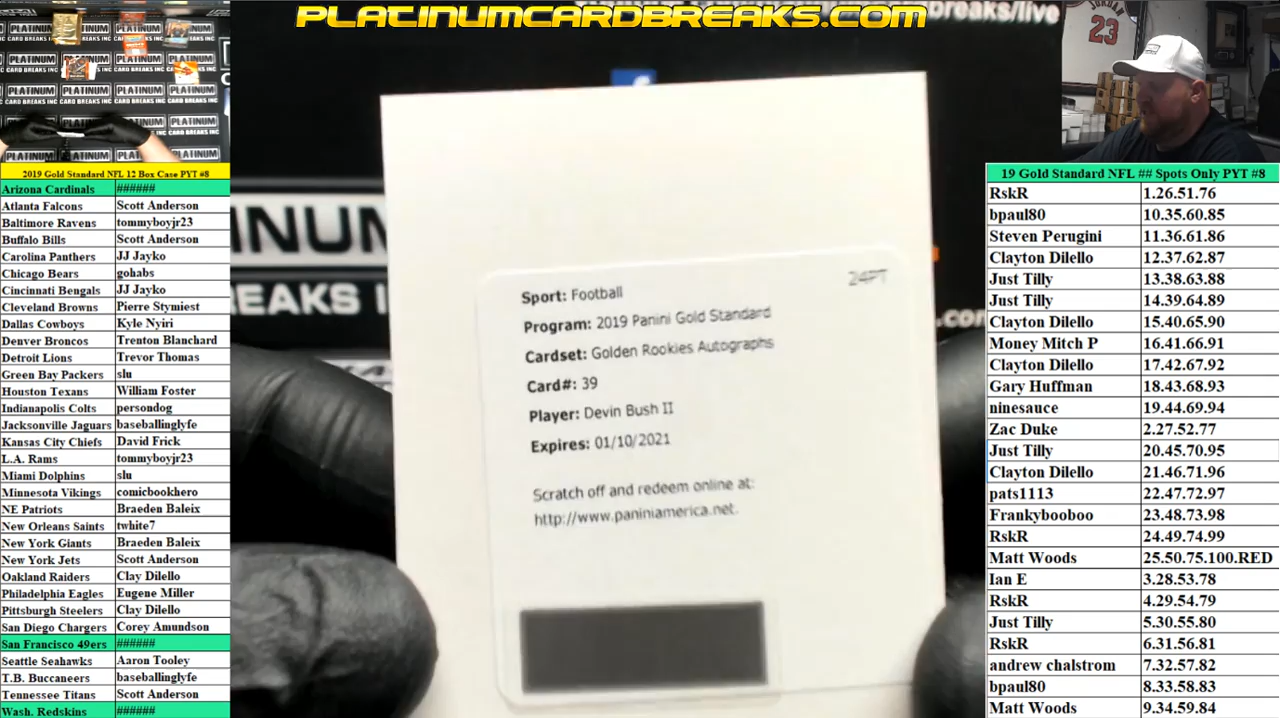 PLATINUMCARDBREAKS.COM
breaks/live
JORDAN
23
INUM
BREAKS I
.com
24PT
Sport: Football
Program: 2019 Panini Gold Standard
Cardset: Golden Rookies Autographs
Card#: 39
Player: Devin Bush II
Expires: 01/10/2021
Scratch off and redeem online at:
http://www.paniniamerica.net.
2019 Gold Standard NFL 12 Box Case PYT #8
Arizona Cardinals ######
Atlanta Falcons Scott Anderson
Baltimore Ravens tommyboyjr23
Buffalo Bills Scott Anderson
Carolina Panthers JJ Jayko
Chicago Bears gohabs
Cincinnati Bengals JJ Jayko
Cleveland Browns Pierre Stymiest
Dallas Cowboys Kyle Nyiri
Denver Broncos Trenton Blanchard
Detroit Lions Trevor Thomas
Green Bay Packers slu
Houston Texans William Foster
Indianapolis Colts persondog
Jacksonville Jaguars baseballinglyfe
Kansas City Chiefs David Frick
L.A. Rams tommyboyjr23
Miami Dolphins slu
Minnesota Vikings comicbookhero
NE Patriots Braeden Baleix
New Orleans Saints twhite7
New York Giants Braeden Baleix
New York Jets Scott Anderson
Oakland Raiders Clay Dilello
Philadelphia Eagles Eugene Miller
Pittsburgh Steelers Clay Dilello
San Diego Chargers Corey Amundson
San Francisco 49ers ######
Seattle Seahawks Aaron Tooley
T.B. Buccaneers baseballinglyfe
Tennessee Titans Scott Anderson
Wash. Redskins ######
19 Gold Standard NFL ## Spots Only PYT #8
RskR 1.26.51.76
bpaul80 10.35.60.85
Steven Perugini 11.36.61.86
Clayton Dilello 12.37.62.87
Just Tilly 13.38.63.88
Just Tilly 14.39.64.89
Clayton Dilello 15.40.65.90
Money Mitch P 16.41.66.91
Clayton Dilello 17.42.67.92
Gary Huffman 18.43.68.93
ninesauce 19.44.69.94
Zac Duke 2.27.52.77
Just Tilly 20.45.70.95
Clayton Dilello 21.46.71.96
pats1113 22.47.72.97
Frankybooboo 23.48.73.98
RskR 24.49.74.99
Matt Woods 25.50.75.100.RED
Ian E 3.28.53.78
RskR 4.29.54.79
Just Tilly 5.30.55.80
RskR 6.31.56.81
andrew chalstrom 7.32.57.82
bpaul80 8.33.58.83
Matt Woods 9.34.59.84